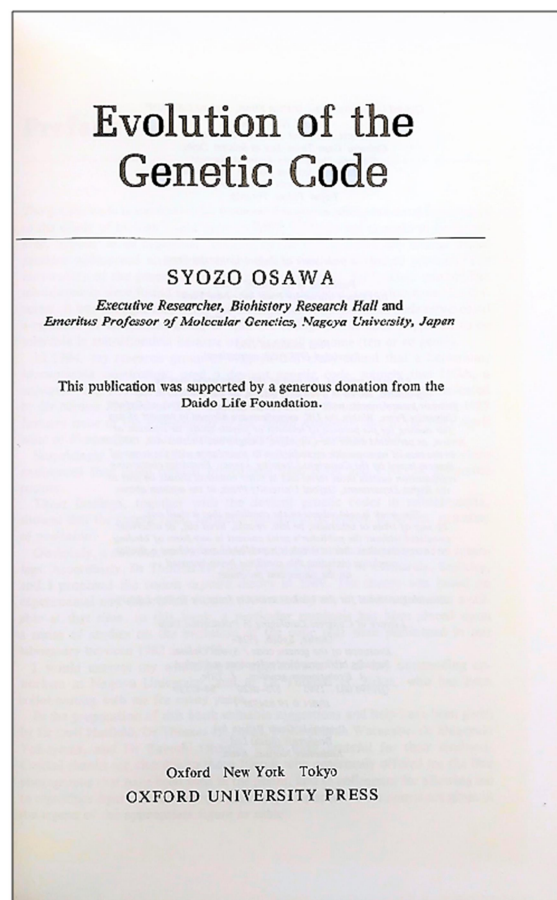 Evolution of the
Genetic Code
SYOZO OSAWA
Executive Researcher, Biohistory Research Hall and
Emeritus Professor of Molecular Genetics, Nagoya University, Japan
This publication was supported by a generous donation from the
Daido Life Foundation.
Oxford New York Tokyo
OXFORD UNIVERSITY PRESS